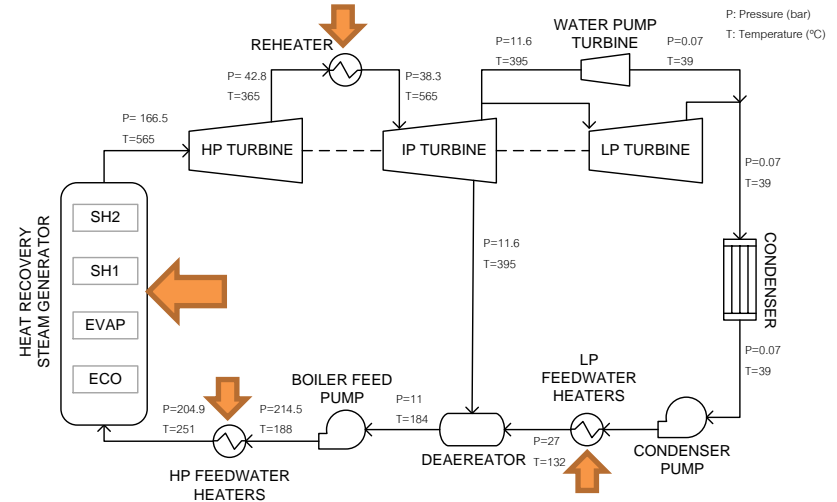 P: Pressure (bar)
T: Temperature (ºC)
REHEATER
WATER PUMP
TURBINE
P=11.6
T=395
P=0.07
T=39
P= 42.8
T=365
P=38.3
T=565
P= 166.5
T=565
HP TURBINE
IP TURBINE
LP TURBINE
P=0.07
T=39
HEAT RECOVERY
STEAM GENERATOR
SH2
SH1
EVAP
ECO
P=11.6
T=395
CONDENSER
P=0.07
T=39
LP
FEEDWATER
HEATERS
BOILER FEED
PUMP
P=11
T=184
P=204.9
T=251
P=214.5
T=188
P=27
T=132
HP FEEDWATER
HEATERS
DEAEREATOR
CONDENSER
PUMP